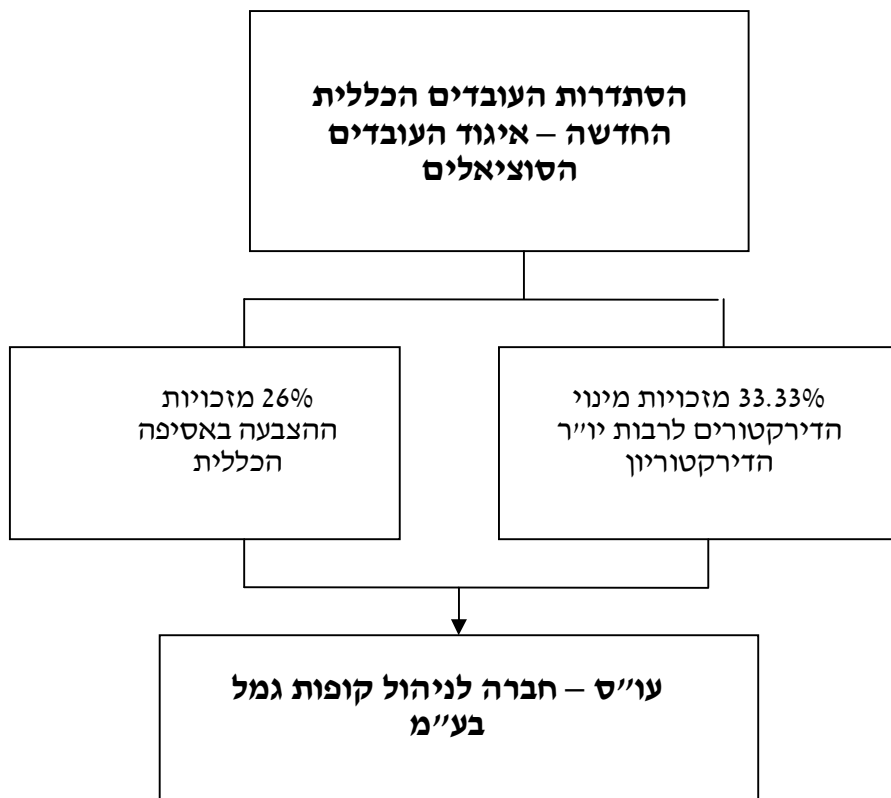 הסתדרות העובדים הכללית
החדשה – איגוד העובדים
הסוציאלים
33.33% מזכויות מינוי
הדירקטורים לרבות יו״ר
הדירקטוריון
26% מזכויות
ההצבעה באסיפה
הכללית
עו״ס – חברה לניהול קופות גמל
בע״מ